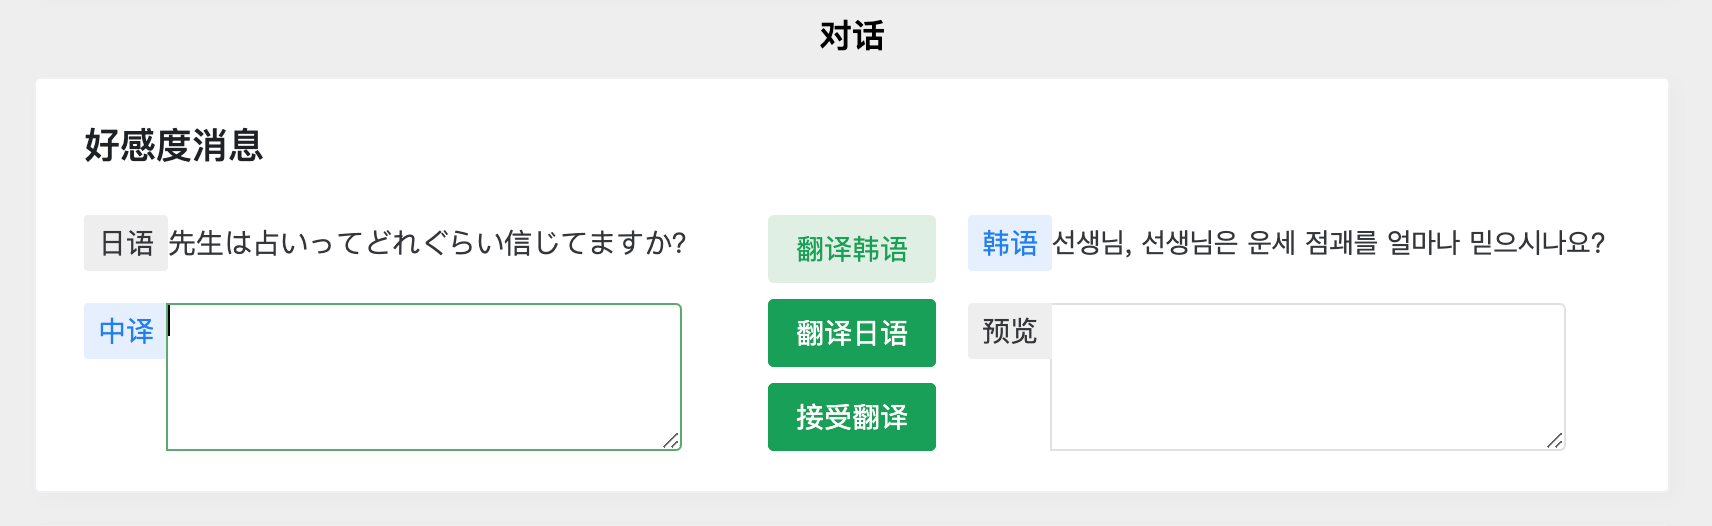 对话
好感度消息
日语 先生は占いってどれぐらい信じてますか?
翻译韩语
韩语 선생님, 선생님은 운세 점괘를 얼마나 믿으시나요?
中译
翻译日语
预览
接受翻译